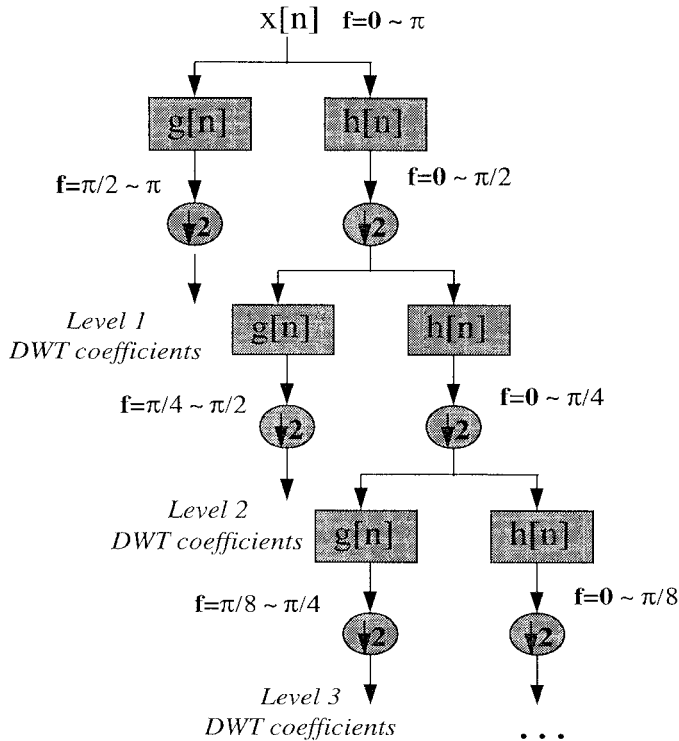 x[n] f=0 ~ π
g[n] h[n]
f=π/2 ~ π
f=0 ~ π/2
↓2 ↓2
Level 1
DWT coefficients
g[n] h[n]
f=π/4 ~ π/2
f=0 ~ π/4
↓2 ↓2
Level 2
DWT coefficients
g[n] h[n]
f=π/8 ~ π/4
f=0 ~ π/8
↓2 ↓2
Level 3
DWT coefficients
...